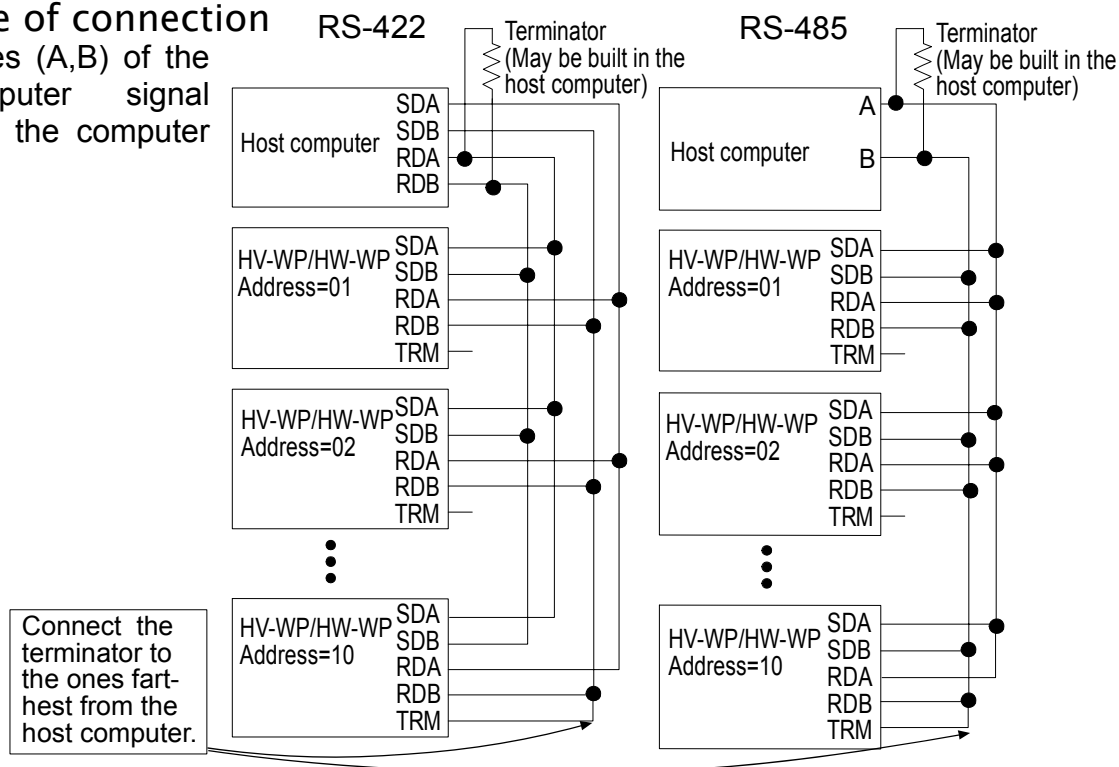 e of connection
es (A,B) of the
puter signal
the computer
RS-422
Terminator
(May be built in the
host computer)
Host computer
SDA
SDB
RDA
RDB
HV-WP/HW-WP
Address=01
SDA
SDB
RDA
RDB
TRM
HV-WP/HW-WP
Address=02
SDA
SDB
RDA
RDB
TRM
HV-WP/HW-WP
Address=10
SDA
SDB
RDA
RDB
TRM
Connect the
terminator to
the ones fart-
hest from the
host computer.
RS-485
Terminator
(May be built in the
host computer)
Host computer
A
B
HV-WP/HW-WP
Address=01
SDA
SDB
RDA
RDB
TRM
HV-WP/HW-WP
Address=02
SDA
SDB
RDA
RDB
TRM
HV-WP/HW-WP
Address=10
SDA
SDB
RDA
RDB
TRM